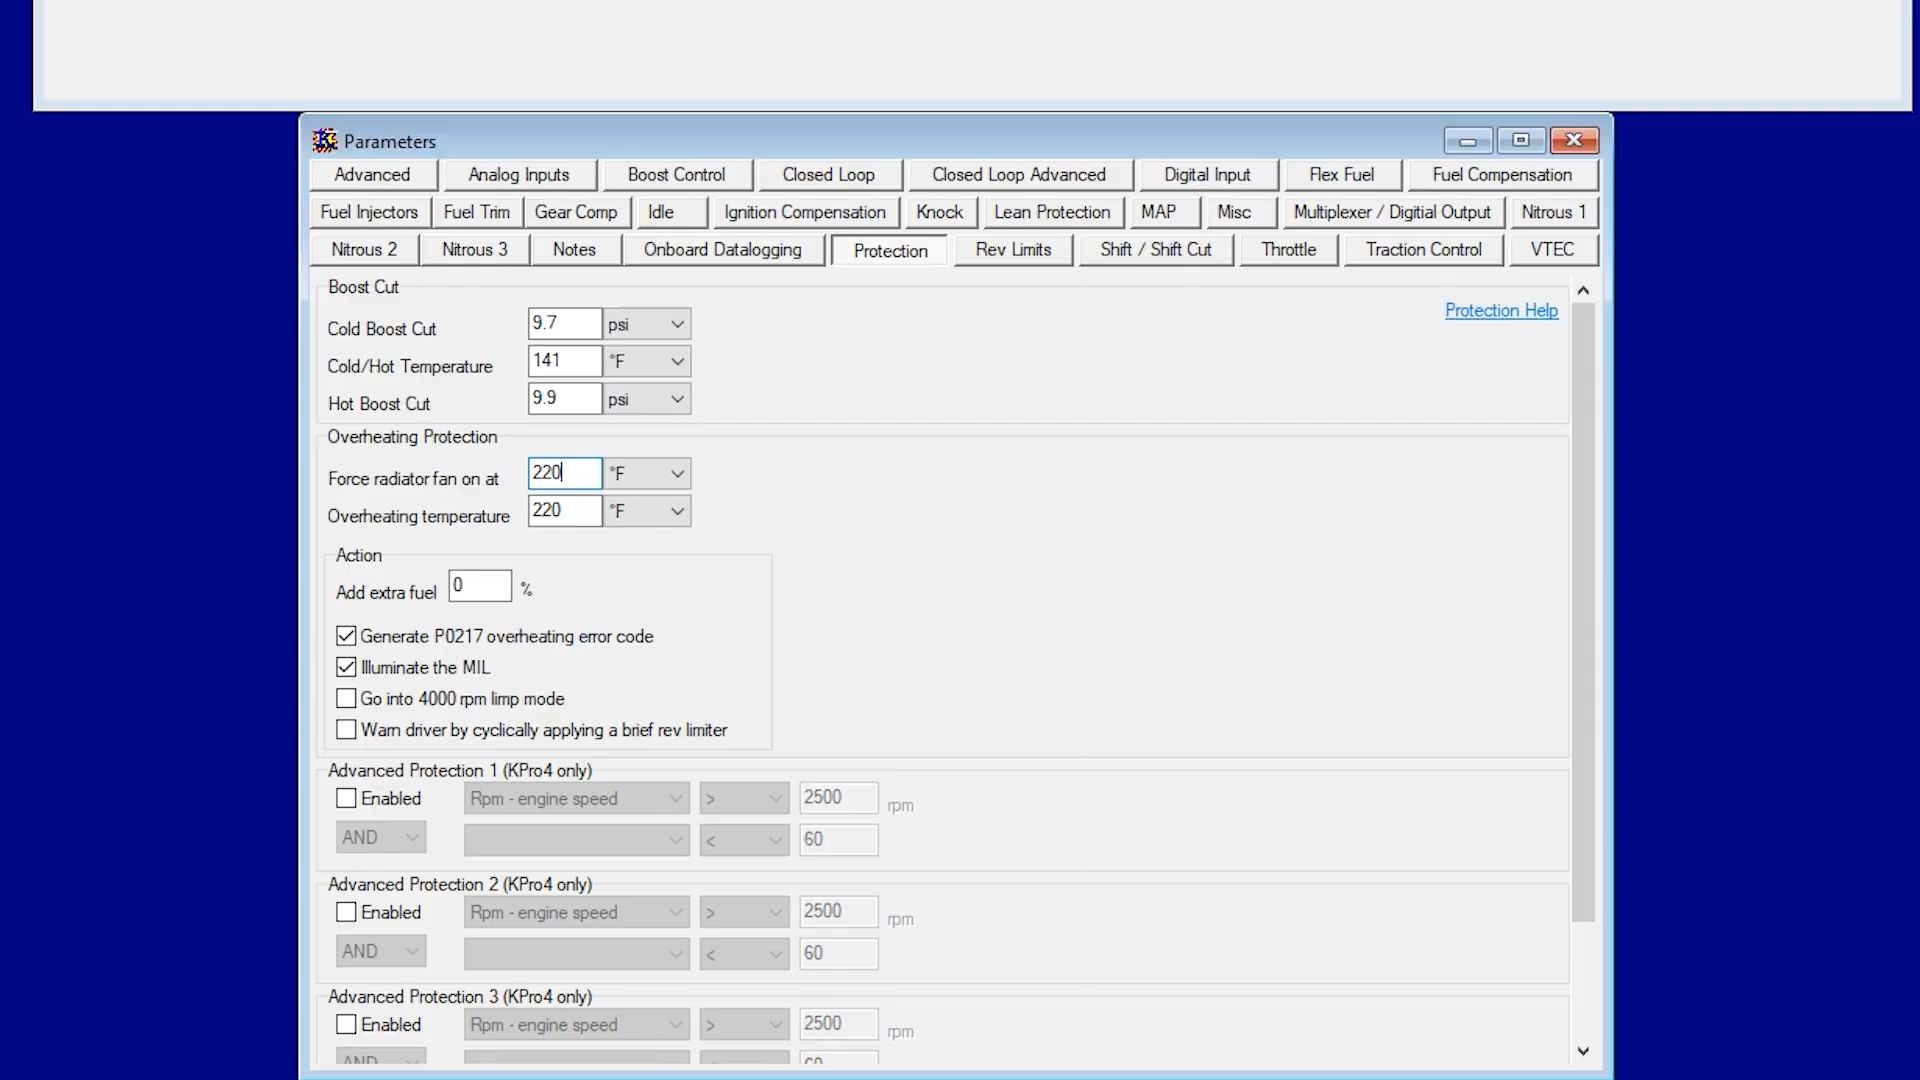 Parameters
Advanced Analog Inputs Boost Control Closed Loop Closed Loop Advanced Digital Input Flex Fuel Fuel Compensation
Fuel Injectors Fuel Trim Gear Comp Idle Ignition Compensation Knock Lean Protection MAP Misc Multiplexer / Digitial Output Nitrous 1
Nitrous 2 Nitrous 3 Notes Onboard Datalogging Protection Rev Limits Shift / Shift Cut Throttle Traction Control VTEC
Boost Cut
Protection Help
Cold Boost Cut 9.7 psi
Cold/Hot Temperature 141 °F
Hot Boost Cut 9.9 psi
Overheating Protection
Force radiator fan on at 220 °F
Overheating temperature 220 °F
Action
Add extra fuel 0 %
Generate P0217 overheating error code
Illuminate the MIL
Go into 4000 rpm limp mode
Warn driver by cyclically applying a brief rev limiter
Advanced Protection 1 (KPro4 only)
Enabled Rpm - engine speed > 2500 rpm
AND < 60
Advanced Protection 2 (KPro4 only)
Enabled Rpm - engine speed > 2500 rpm
AND < 60
Advanced Protection 3 (KPro4 only)
Enabled Rpm - engine speed > 2500 rpm
AND 60